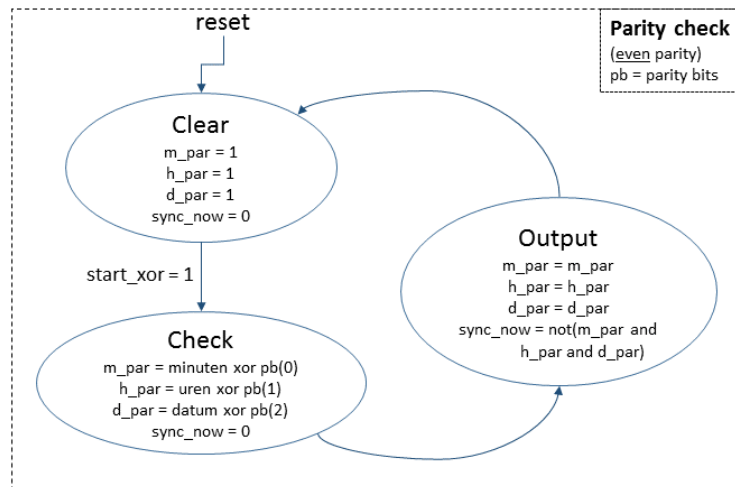 reset
Parity check
(even parity)
pb = parity bits
Clear
m_par = 1
h_par = 1
d_par = 1
sync_now = 0
start_xor = 1
Check
m_par = minuten xor pb(0)
h_par = uren xor pb(1)
d_par = datum xor pb(2)
sync_now = 0
Output
m_par = m_par
h_par = h_par
d_par = d_par
sync_now = not(m_par and
h_par and d_par)